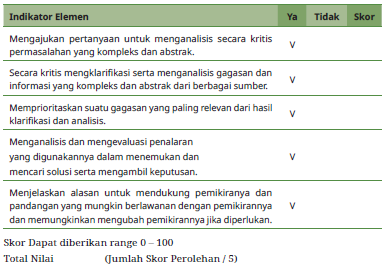 Indikator Elemen Ya Tidak Skor
Mengajukan pertanyaan untuk menganalisis secara kritis V
permasalahan yang kompleks dan abstrak.
Secara kritis mengklarifikasi serta menganalisis gagasan dan V
informasi yang kompleks dan abstrak dari berbagai sumber.
Memprioritaskan suatu gagasan yang paling relevan dari hasil V
klarifikasi dan analisis.
Menganalisis dan mengevaluasi penalaran
yang digunakannya dalam menemukan dan V
mencari solusi serta mengambil keputusan.
Menjelaskan alasan untuk mendukung pemikirannya dan
pandangan yang mungkin berlawanan dengan pemikirannya V
dan memungkinkan mengubah pemikirannya jika diperlukan.
Skor Dapat diberikan range 0 – 100
Total Nilai (Jumlah Skor Perolehan / 5)